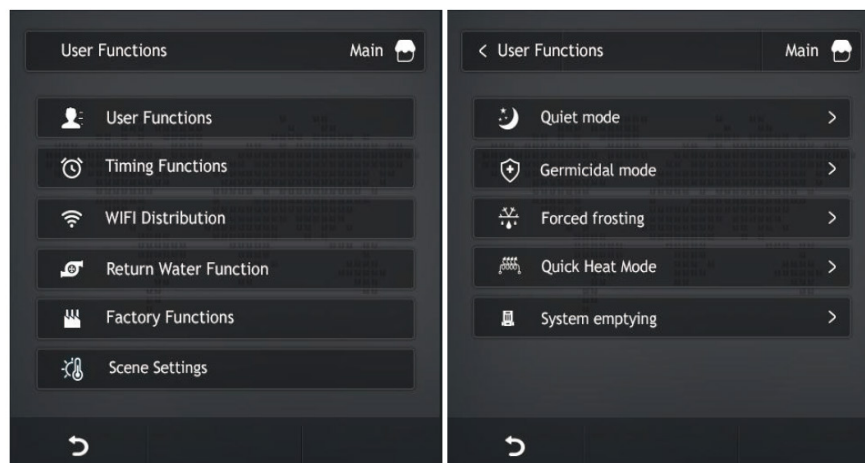 User Functions
Main
User Functions
Timing Functions
WIFI Distribution
Return Water Function
Factory Functions
Scene Settings
< User Functions
Main
Quiet mode >
Germicidal mode >
Forced frosting >
Quick Heat Mode >
System emptying >